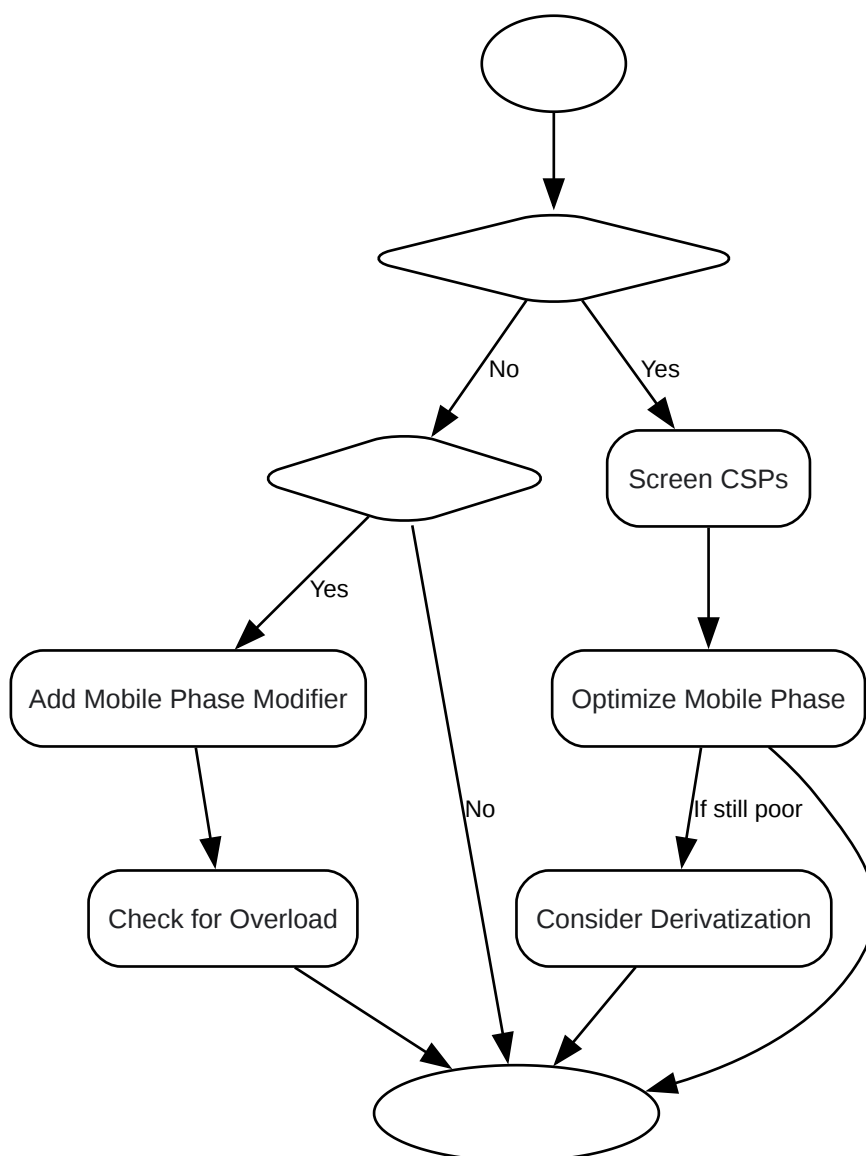 No
Yes
Screen CSPs
Yes
Add Mobile Phase Modifier
Optimize Mobile Phase
No
If still poor
Check for Overload
Consider Derivatization